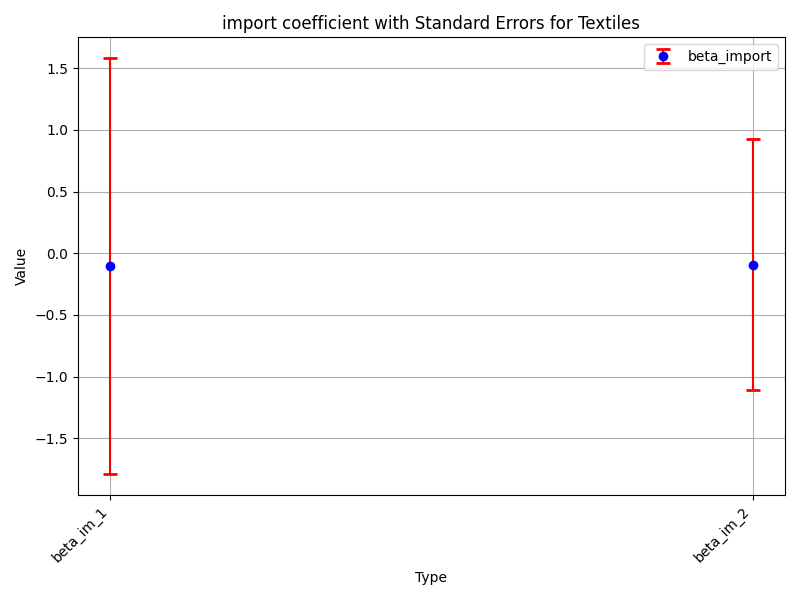 import coefficient with Standard Errors for Textiles
beta_import
1.5
1.0
0.5
0.0
−0.5
−1.0
−1.5
Value
beta_im_1
beta_im_2
Type